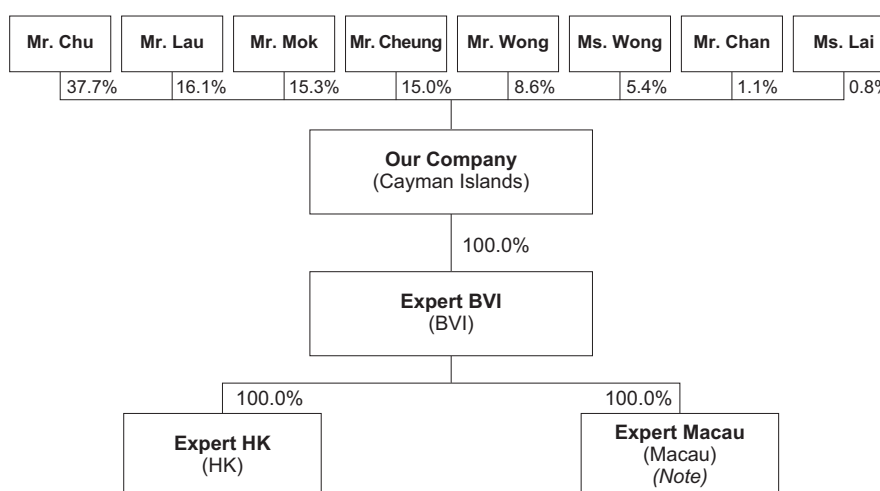 Mr. Chu Mr. Lau Mr. Mok Mr. Cheung Mr. Wong Ms. Wong Mr. Chan Ms. Lai
37.7% 16.1% 15.3% 15.0% 8.6% 5.4% 1.1% 0.8%
Our Company
(Cayman Islands)
100.0%
Expert BVI
(BVI)
100.0% 100.0%
Expert HK
(HK)
Expert Macau
(Macau)
(Note)